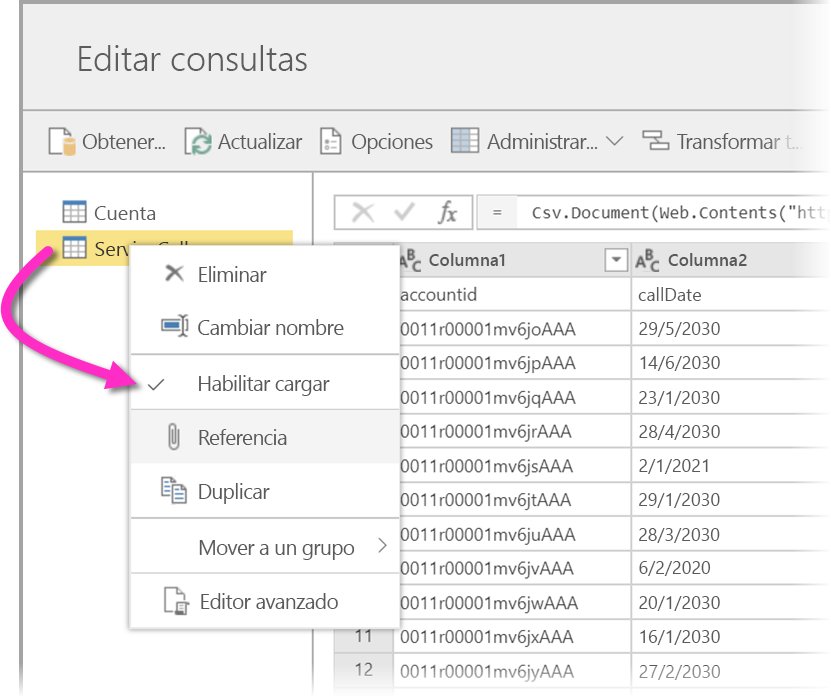 Editar consultas
Obtener... Actualizar Opciones Administrar... Transformar t...
Cuenta
= Csv.Document(Web.Contents("htt
fx
Eliminar
Cambiar nombre
Habilitar cargar
Referencia
Duplicar
Mover a un grupo
Editor avanzado
ABC Columna1 ABC Columna2
accountid callDate
0011r00001mv6joAAA 29/5/2030
0011r00001mv6jpAAA 14/6/2030
0011r00001mv6jqAAA 23/1/2030
0011r00001mv6jrAAA 28/4/2030
0011r00001mv6jsAAA 2/1/2021
0011r00001mv6jtAAA 29/1/2030
0011r00001mv6juAAA 28/3/2030
0011r00001mv6jvAAA 6/2/2020
0011r00001mv6jwAAA 20/1/2030
11 0011r00001mv6jxAAA 16/1/2030
12 0011r00001mv6jyAAA 27/2/2030